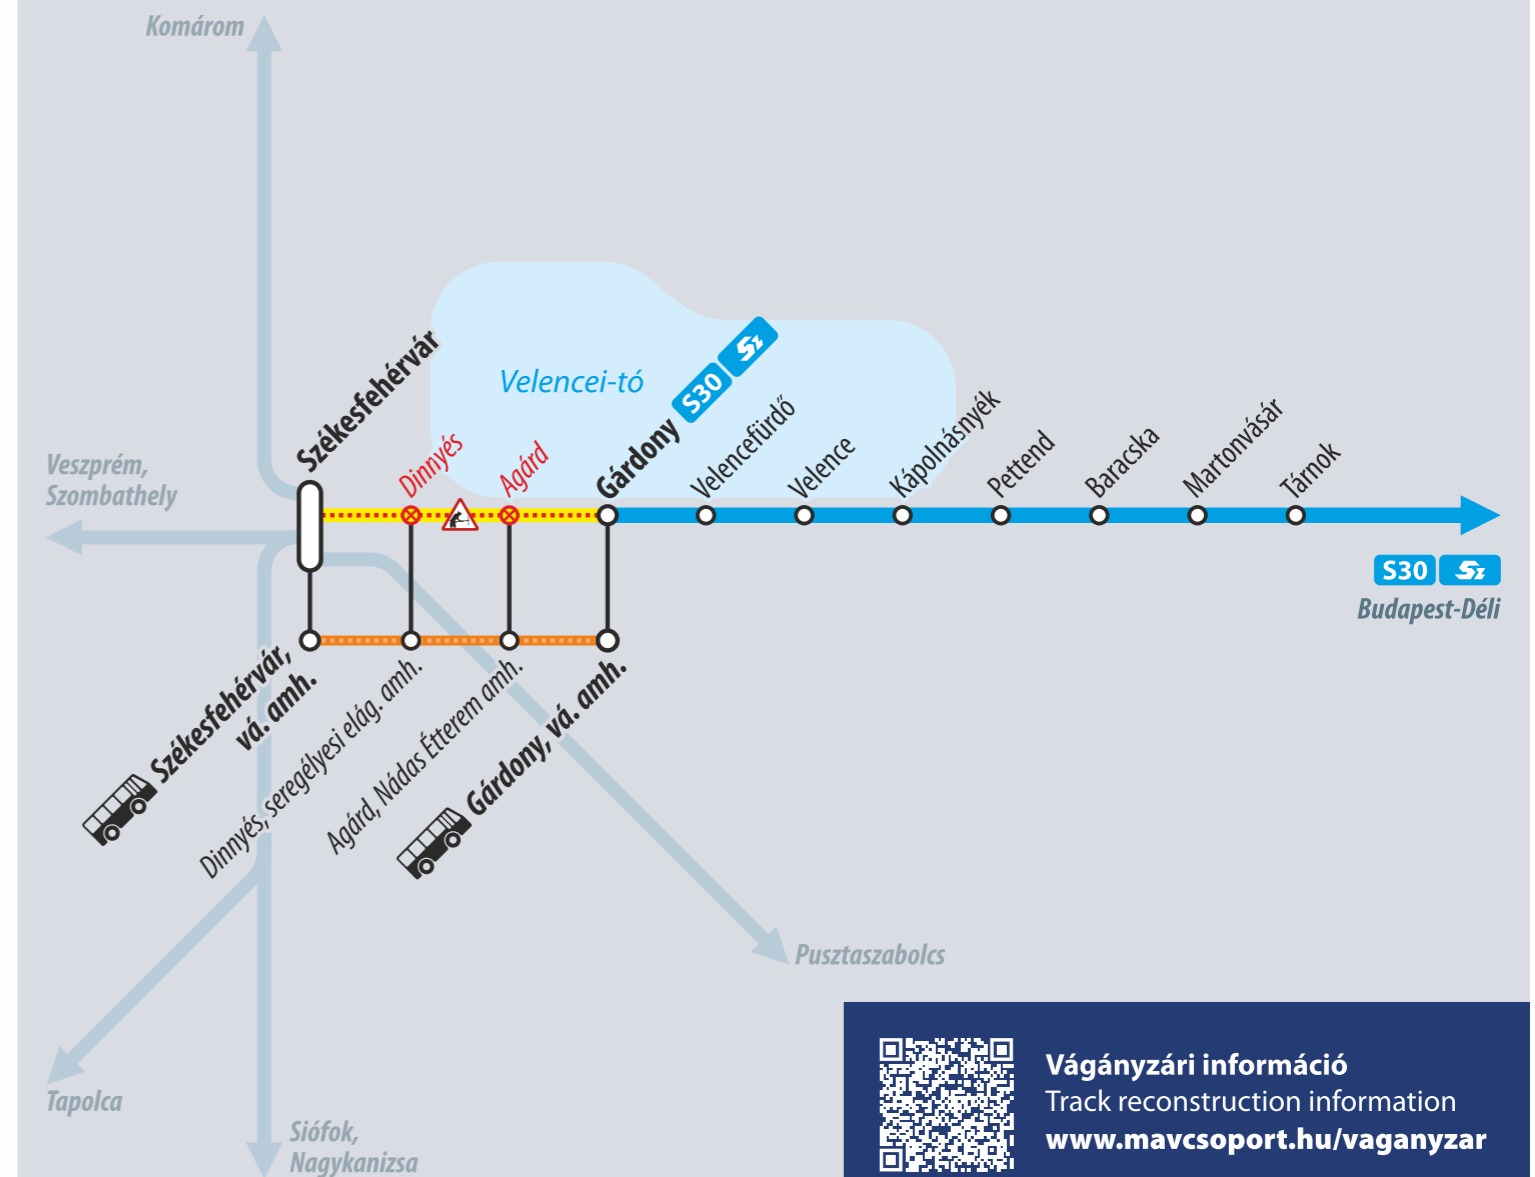 Komárom
Székesfehérvár
Velencei-tó
Veszprém,
Szombathely
Dinnyés
Agárd
Gárdony S30 Sz
Velencefürdő
Velence
Kápolnásnyék
Pettend
Baracska
Martonvásár
Tárnok
S30 Sz
Budapest-Déli
Székesfehérvár,
vá. amh.
Dinnyés, seregélyesi elág. amh.
Agárd, Nádas Étterem amh.
Gárdony, vá. amh.
Pusztaszabolcs
Tapolca
Siófok,
Nagykanizsa
Vágányzári információ
Track reconstruction information
www.mavcsoport.hu/vaganyzar